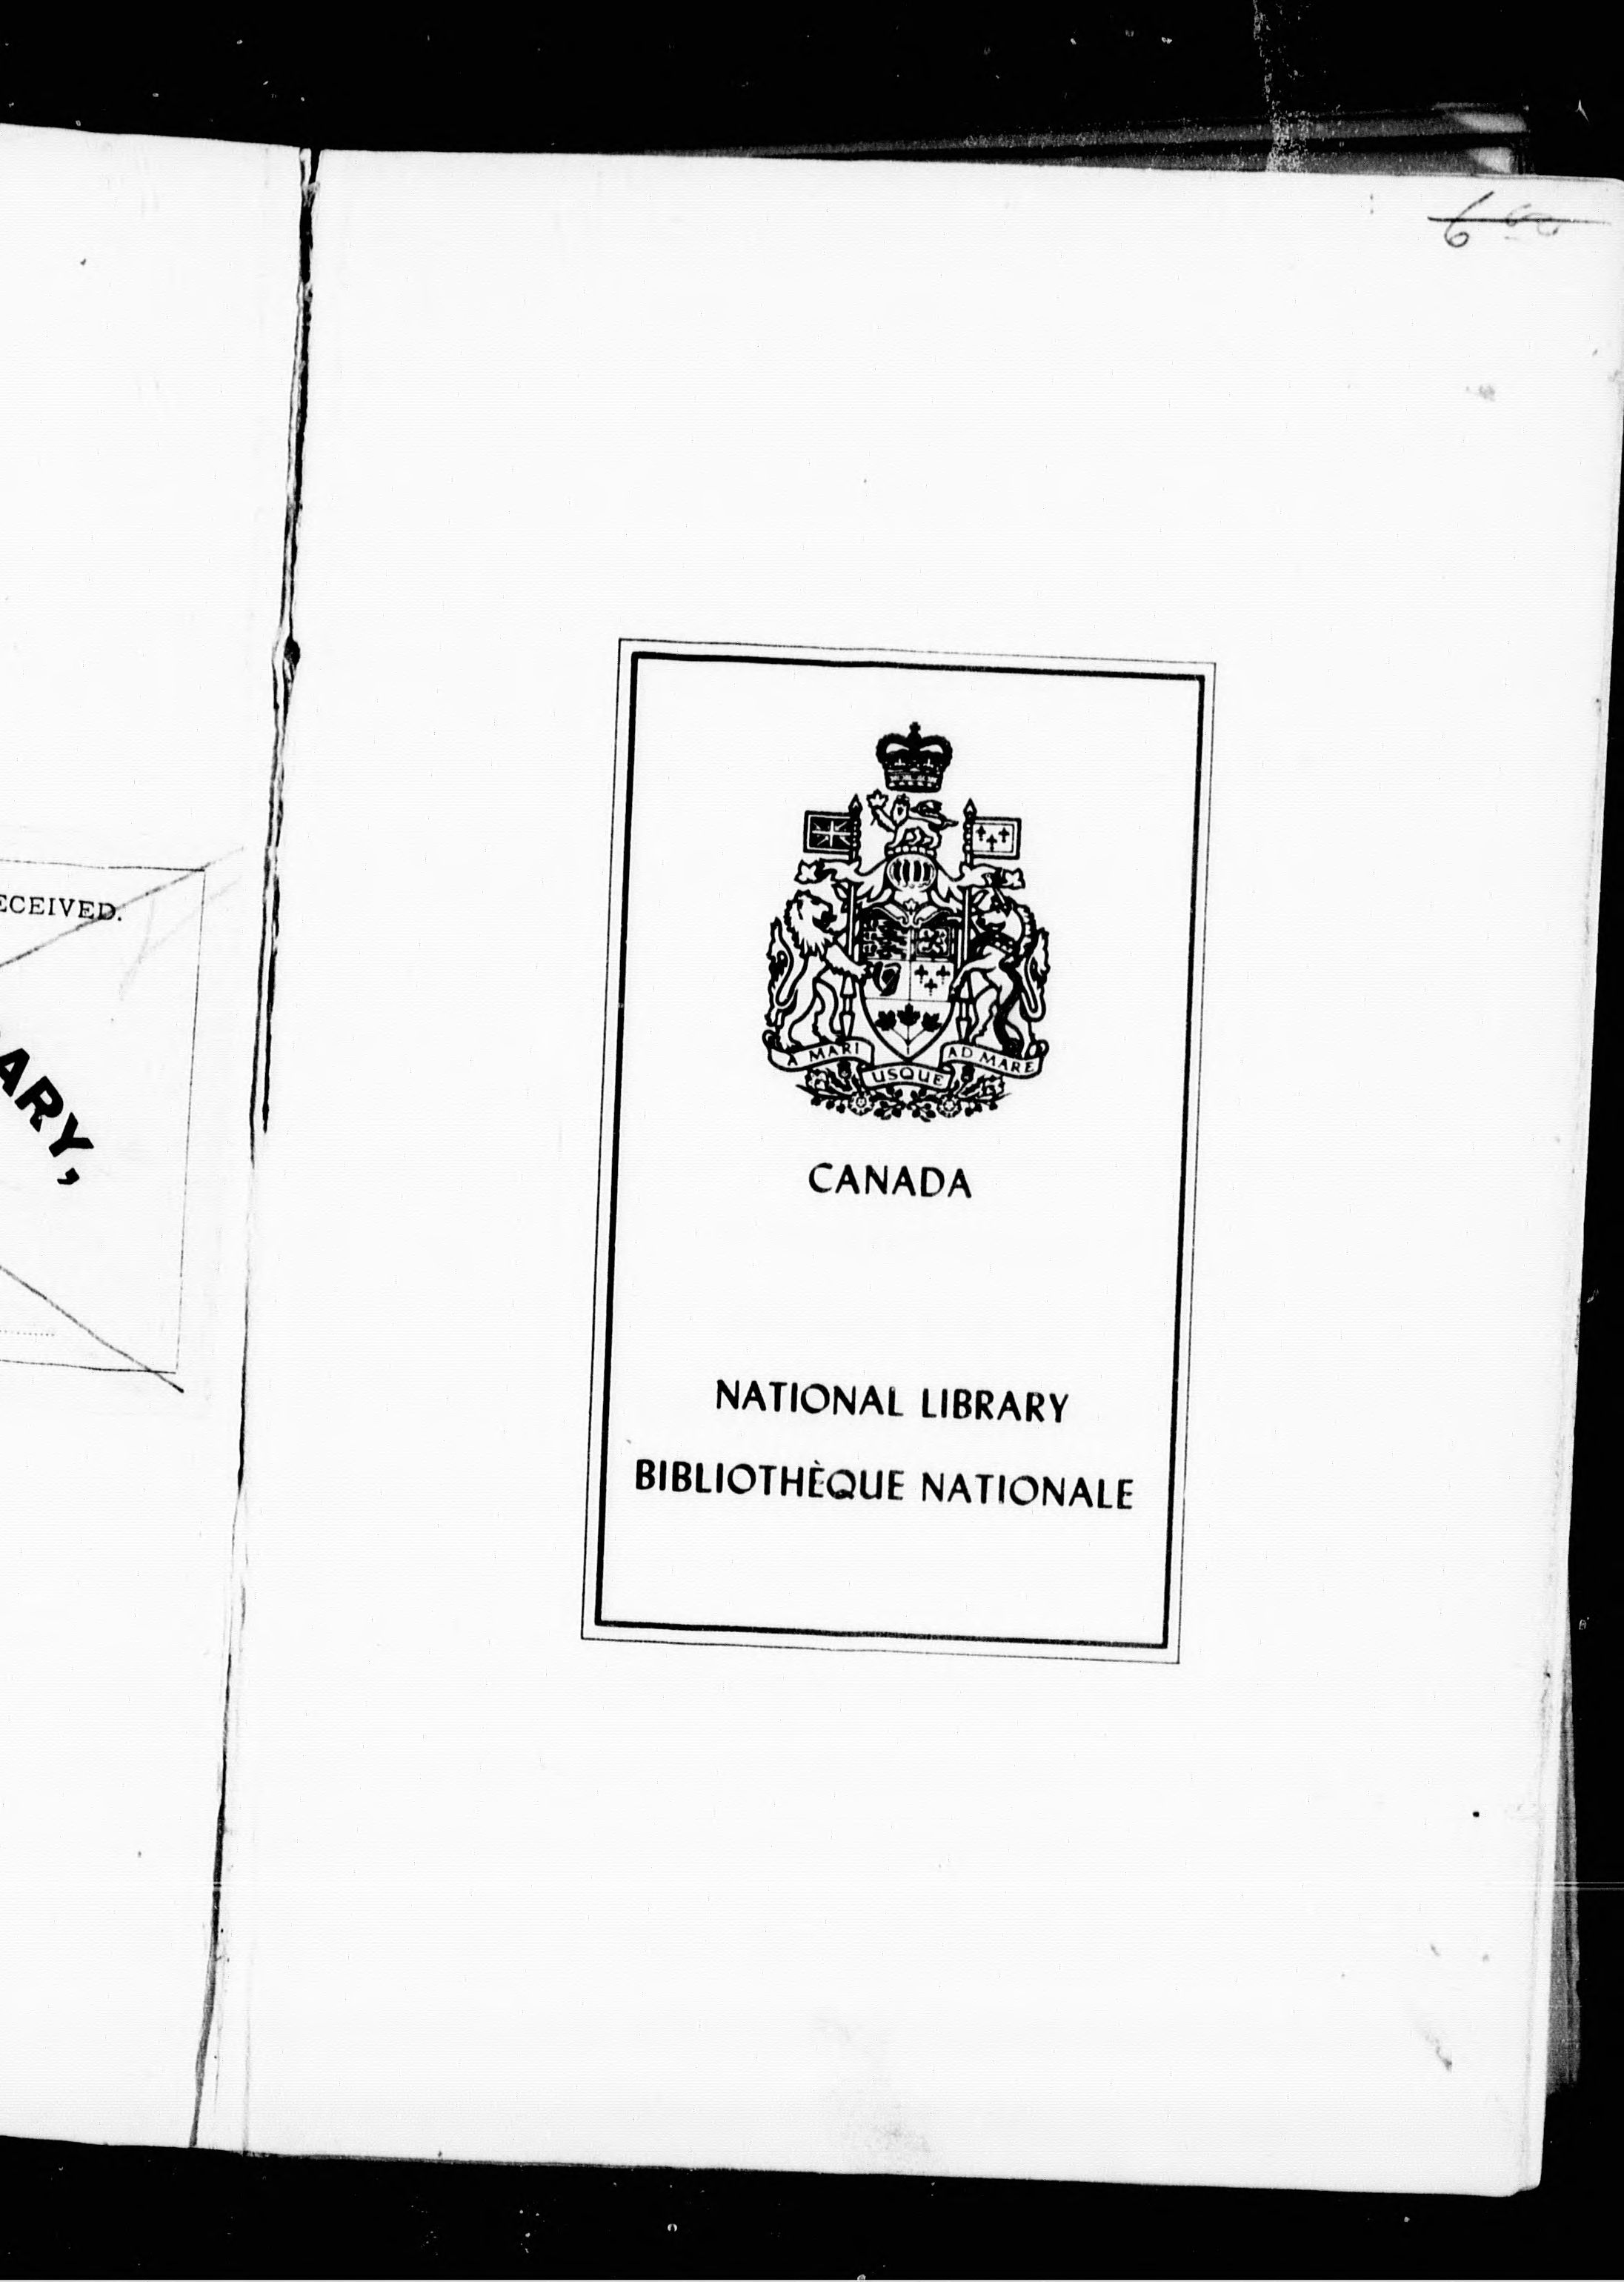 ECEIVED.
ARY,
A MARI USQUE AD MARE
CANADA
NATIONAL LIBRARY
BIBLIOTHÈQUE NATIONALE